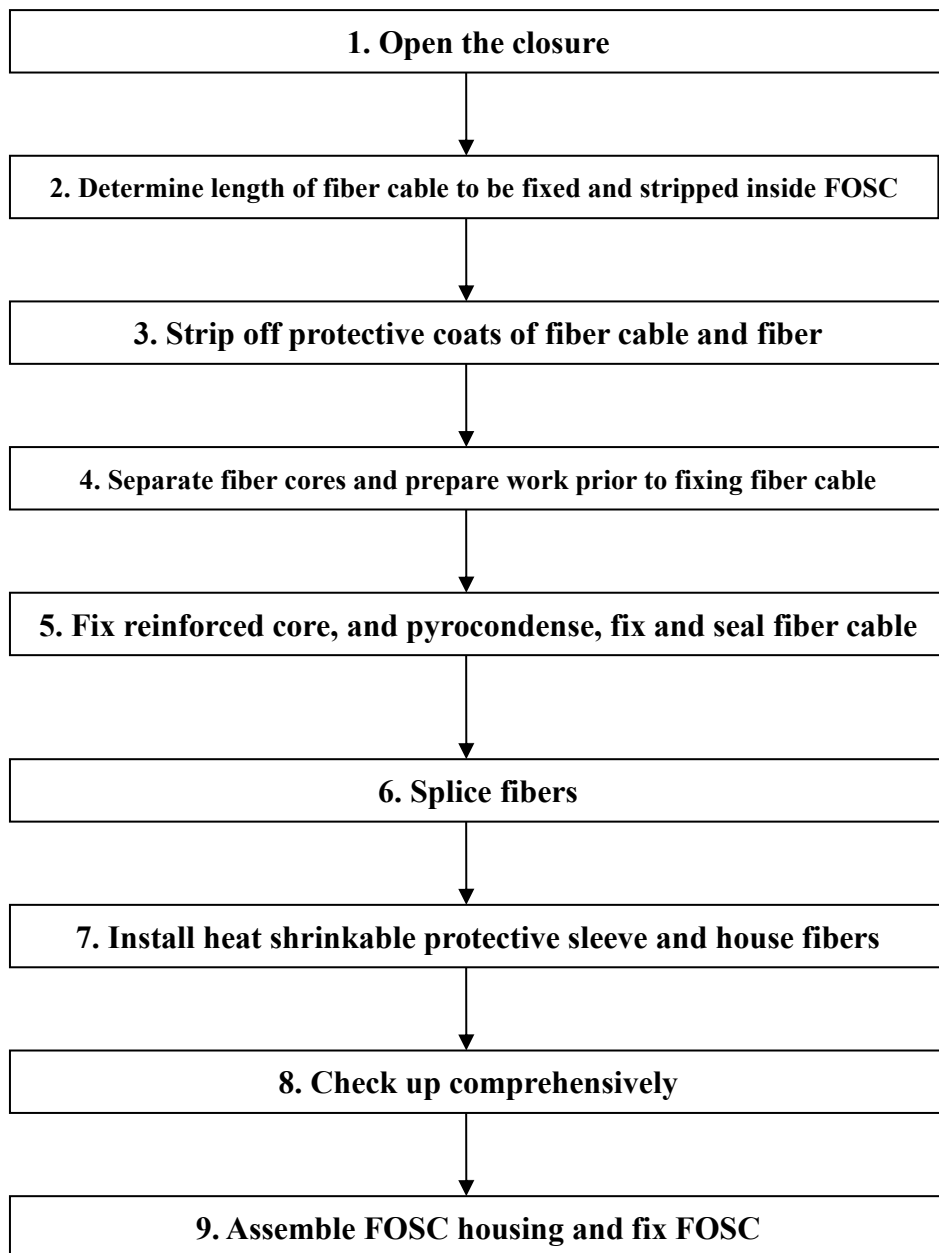 1. Open the closure
2. Determine length of fiber cable to be fixed and stripped inside FOSC
3. Strip off protective coats of fiber cable and fiber
4. Separate fiber cores and prepare work prior to fixing fiber cable
5. Fix reinforced core, and pyrocondense, fix and seal fiber cable
6. Splice fibers
7. Install heat shrinkable protective sleeve and house fibers
8. Check up comprehensively
9. Assemble FOSC housing and fix FOSC